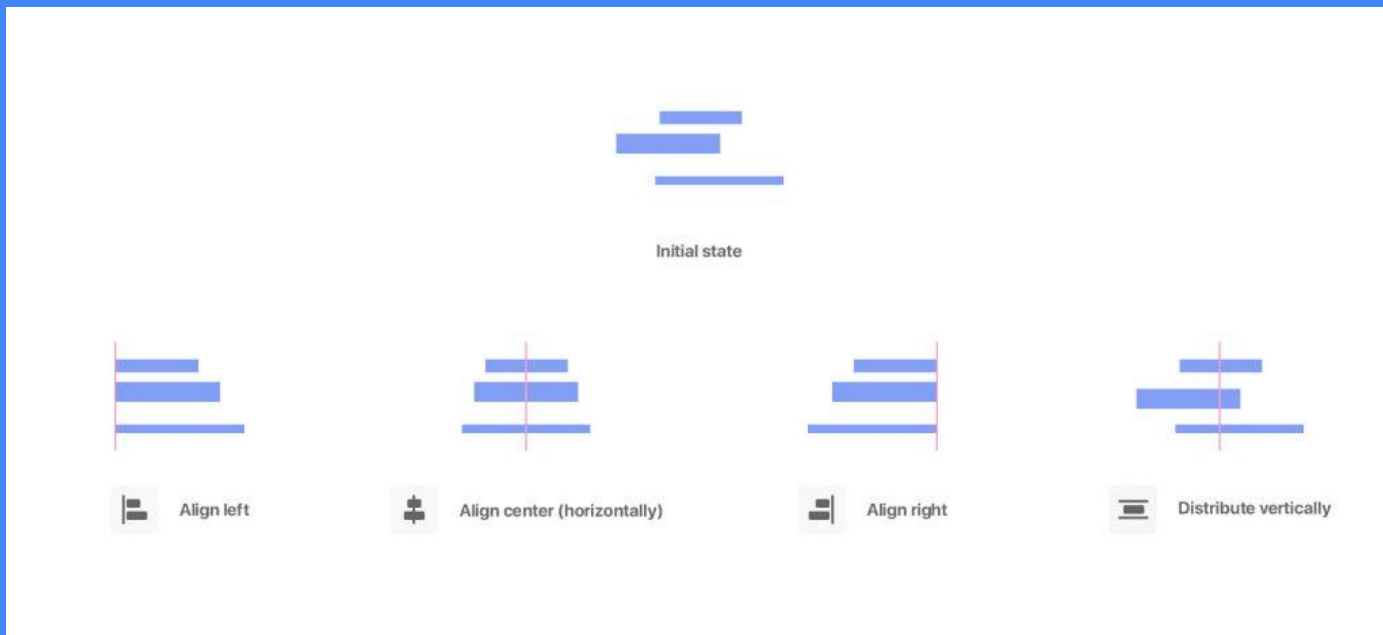 Initial state
Align left
Align center (horizontally)
Align right
Distribute vertically